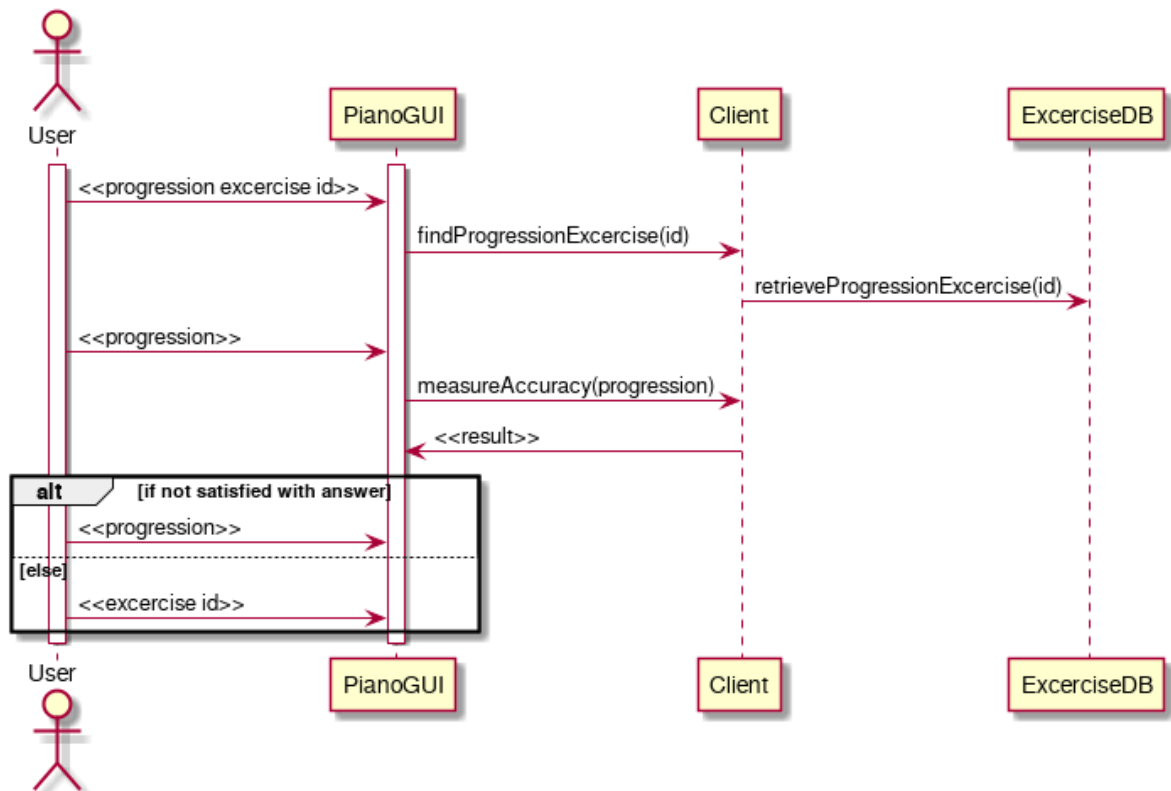 User
PianoGUI
Client
ExcerciseDB
<<progression excercise id>>
findProgressionExcercise(id)
retrieveProgressionExcercise(id)
<<progression>>
measureAccuracy(progression)
<<result>>
alt [if not satisfied with answer]
<<progression>>
[else]
<<excercise id>>
User
PianoGUI
Client
ExcerciseDB